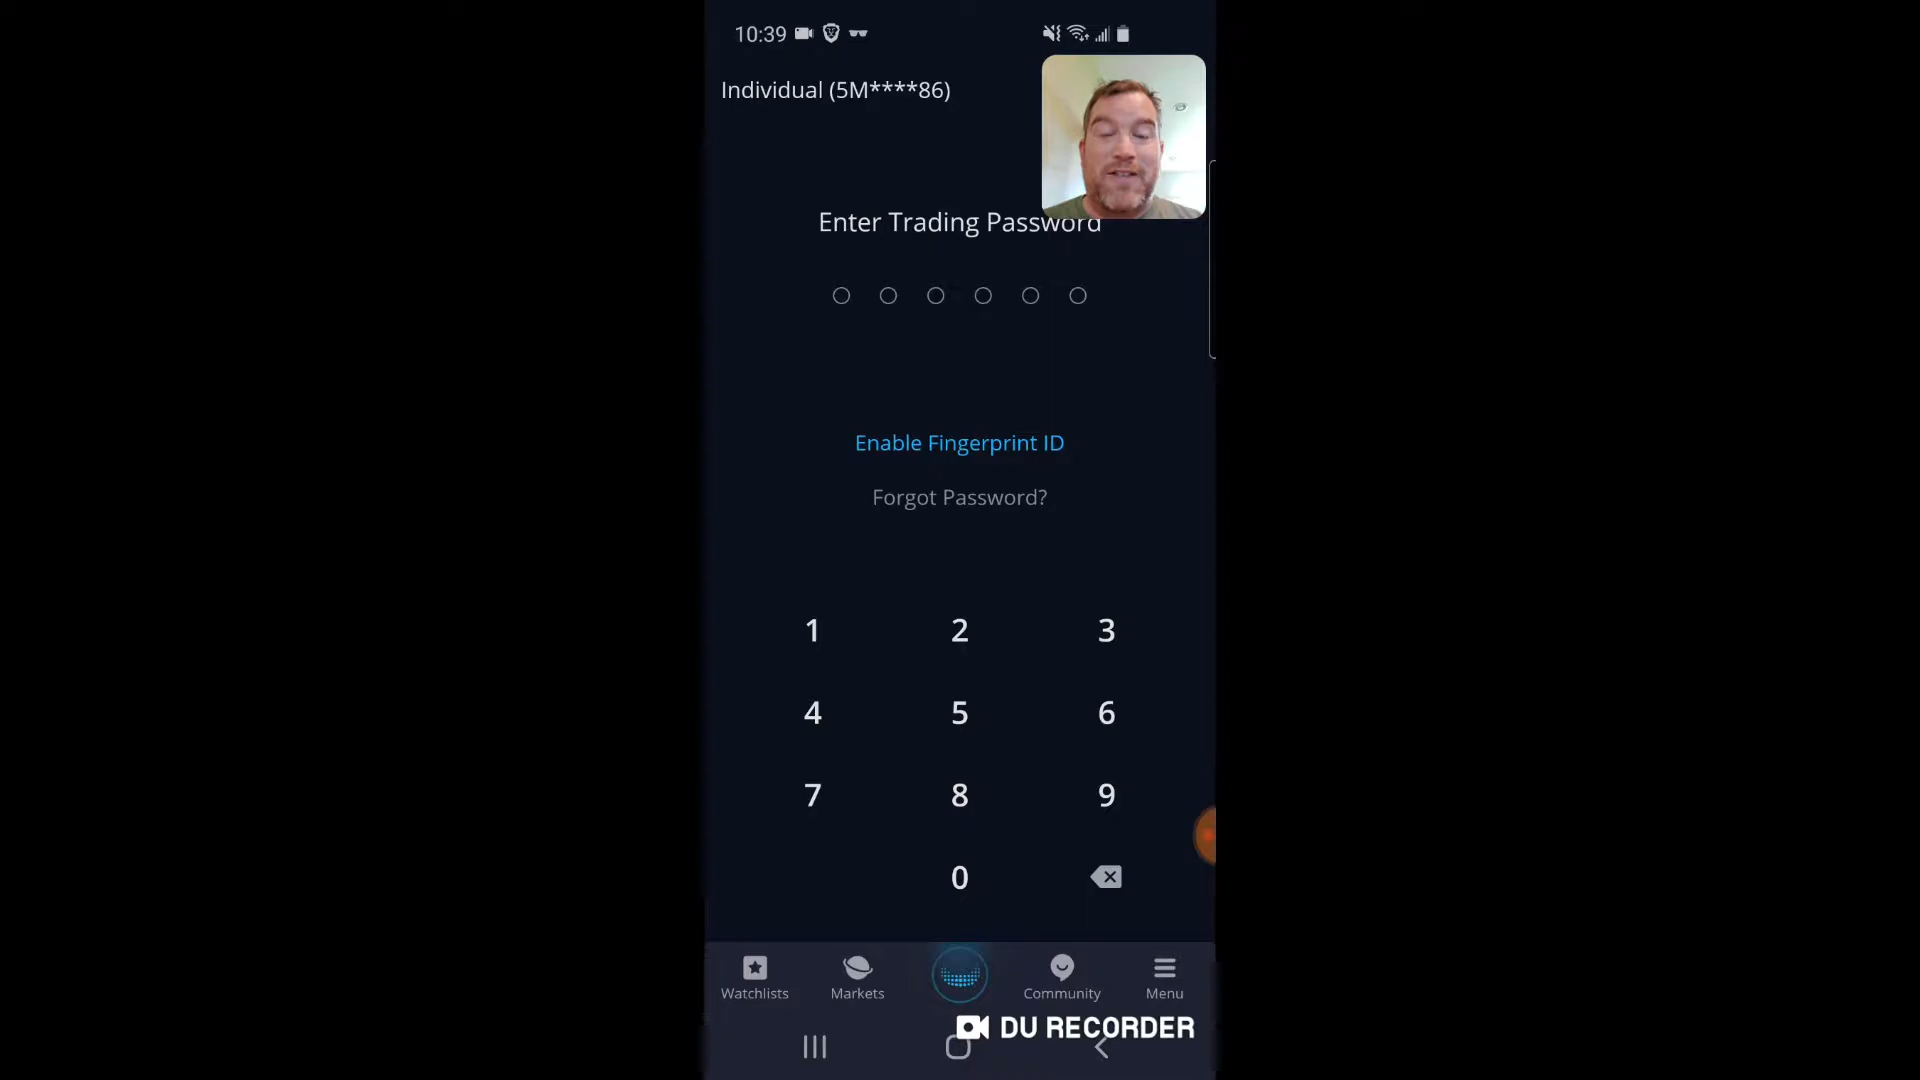 10:39
Individual (5M****86)
Enter Trading Password
Enable Fingerprint ID
Forgot Password?
1 2 3
4 5 6
7 8 9
0
Watchlists Markets Community Menu
DU RECORDER